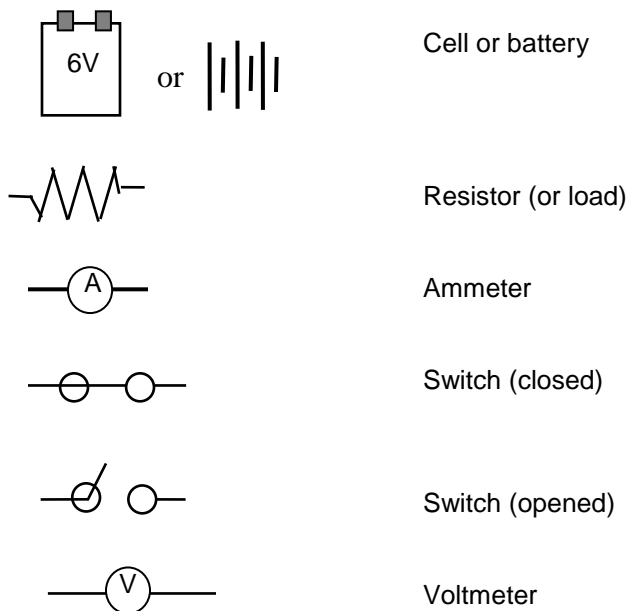 Cell or battery
6V
or
Resistor (or load)
A
Ammeter
Switch (closed)
Switch (opened)
V
Voltmeter